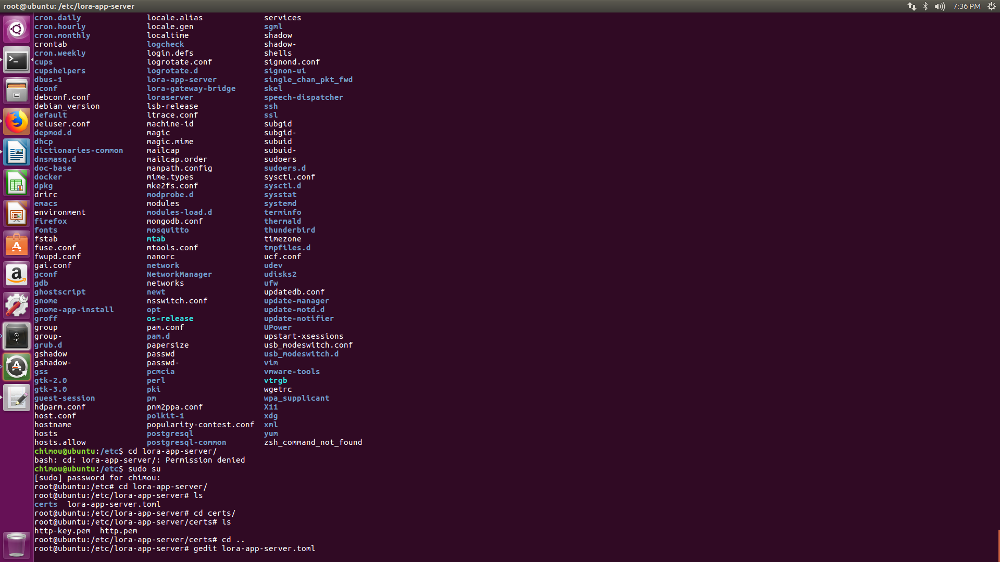 root@ubuntu: /etc/lora-app-server 7:36 PM
cron.daily locale.alias services
cron.hourly locale.gen sgml
cron.monthly localtime shadow
crontab logcheck shadow-
cron.weekly login.defs shells
cups logrotate.conf signond.conf
cupshelpers logrotate.d signon-ui
dbus-1 lora-app-server single_chan_pkt_fwd
dconf lora-gateway-bridge skel
debconf.conf loraserver speech-dispatcher
debian_version lsb-release ssh
default ltrace.conf ssl
deluser.conf machine-id subgid
depmod.d magic subgid-
dhcp magic.mime subuid
dictionaries-common mailcap subuid-
dnsmasq.d mailcap.order sudoers
doc-base manpath.config sudoers.d
docker mime.types sysctl.conf
dpkg mke2fs.conf sysctl.d
drirc modprobe.d sysstat
emacs modules systemd
environment modules-load.d terminfo
firefox mongodb.conf thermald
fonts mosquitto thunderbird
fstab mtab timezone
fuse.conf mtools.conf tmpfiles.d
fwupd.conf nanorc ucf.conf
gai.conf network udev
gconf NetworkManager udisks2
gdb networks ufw
ghostscript newt updatedb.conf
gnome nsswitch.conf update-manager
gnome-app-install opt update-motd.d
groff os-release update-notifier
group pam.conf UPower
group- pam.d upstart-xsessions
grub.d papersize usb_modeswitch.conf
gshadow passwd usb_modeswitch.d
gshadow- passwd- vim
gss pcmcia vmware-tools
gtk-2.0 perl vtrgb
gtk-3.0 pki wgetrc
guest-session pm wpa_supplicant
hdparm.conf pnm2ppa.conf X11
host.conf polkit-1 xdg
hostname popularity-contest.conf xml
hosts postgresql yum
hosts.allow postgresql-common zsh_command_not_found
chimou@ubuntu:/etc$ cd lora-app-server/
bash: cd: lora-app-server/: Permission denied
chimou@ubuntu:/etc$ sudo su
[sudo] password for chimou:
root@ubuntu:/etc# cd lora-app-server/
root@ubuntu:/etc/lora-app-server# ls
certs lora-app-server.toml
root@ubuntu:/etc/lora-app-server# cd certs/
root@ubuntu:/etc/lora-app-server/certs# ls
http-key.pem http.pem
root@ubuntu:/etc/lora-app-server/certs# cd ..
root@ubuntu:/etc/lora-app-server# gedit lora-app-server.toml